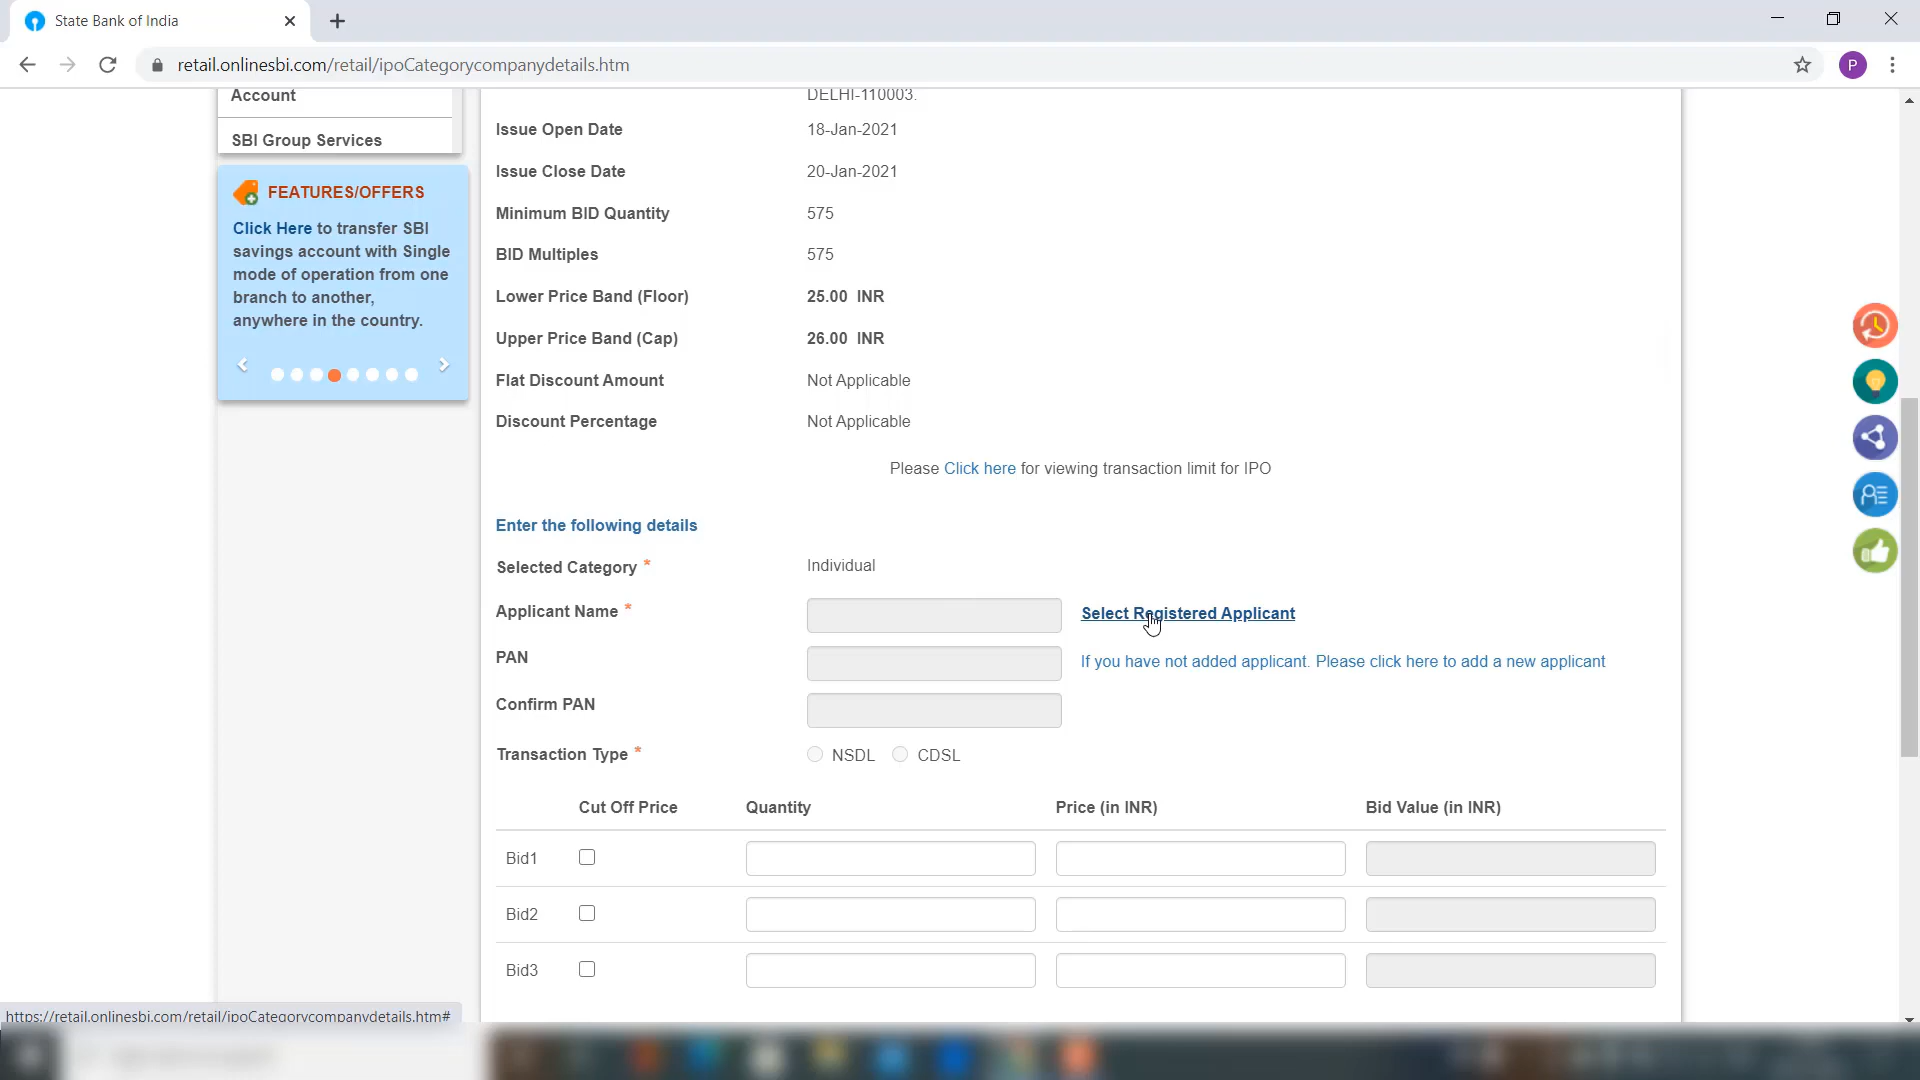 State Bank of India
retail.onlinesbi.com/retail/ipoCategorycompanydetails.htm
P
Account
SBI Group Services
FEATURES/OFFERS
Click Here to transfer SBI
savings account with Single
mode of operation from one
branch to another,
anywhere in the country.
DELHI-110003.
Issue Open Date 18-Jan-2021
Issue Close Date 20-Jan-2021
Minimum BID Quantity 575
BID Multiples 575
Lower Price Band (Floor) 25.00 INR
Upper Price Band (Cap) 26.00 INR
Flat Discount Amount Not Applicable
Discount Percentage Not Applicable
Please Click here for viewing transaction limit for IPO
Enter the following details
Selected Category * Individual
Applicant Name * Select Registered Applicant
PAN If you have not added applicant. Please click here to add a new applicant
Confirm PAN
Transaction Type * NSDL CDSL
Cut Off Price Quantity Price (in INR) Bid Value (in INR)
Bid1
Bid2
Bid3
https://retail.onlinesbi.com/retail/ipoCategorycompanydetails.htm#